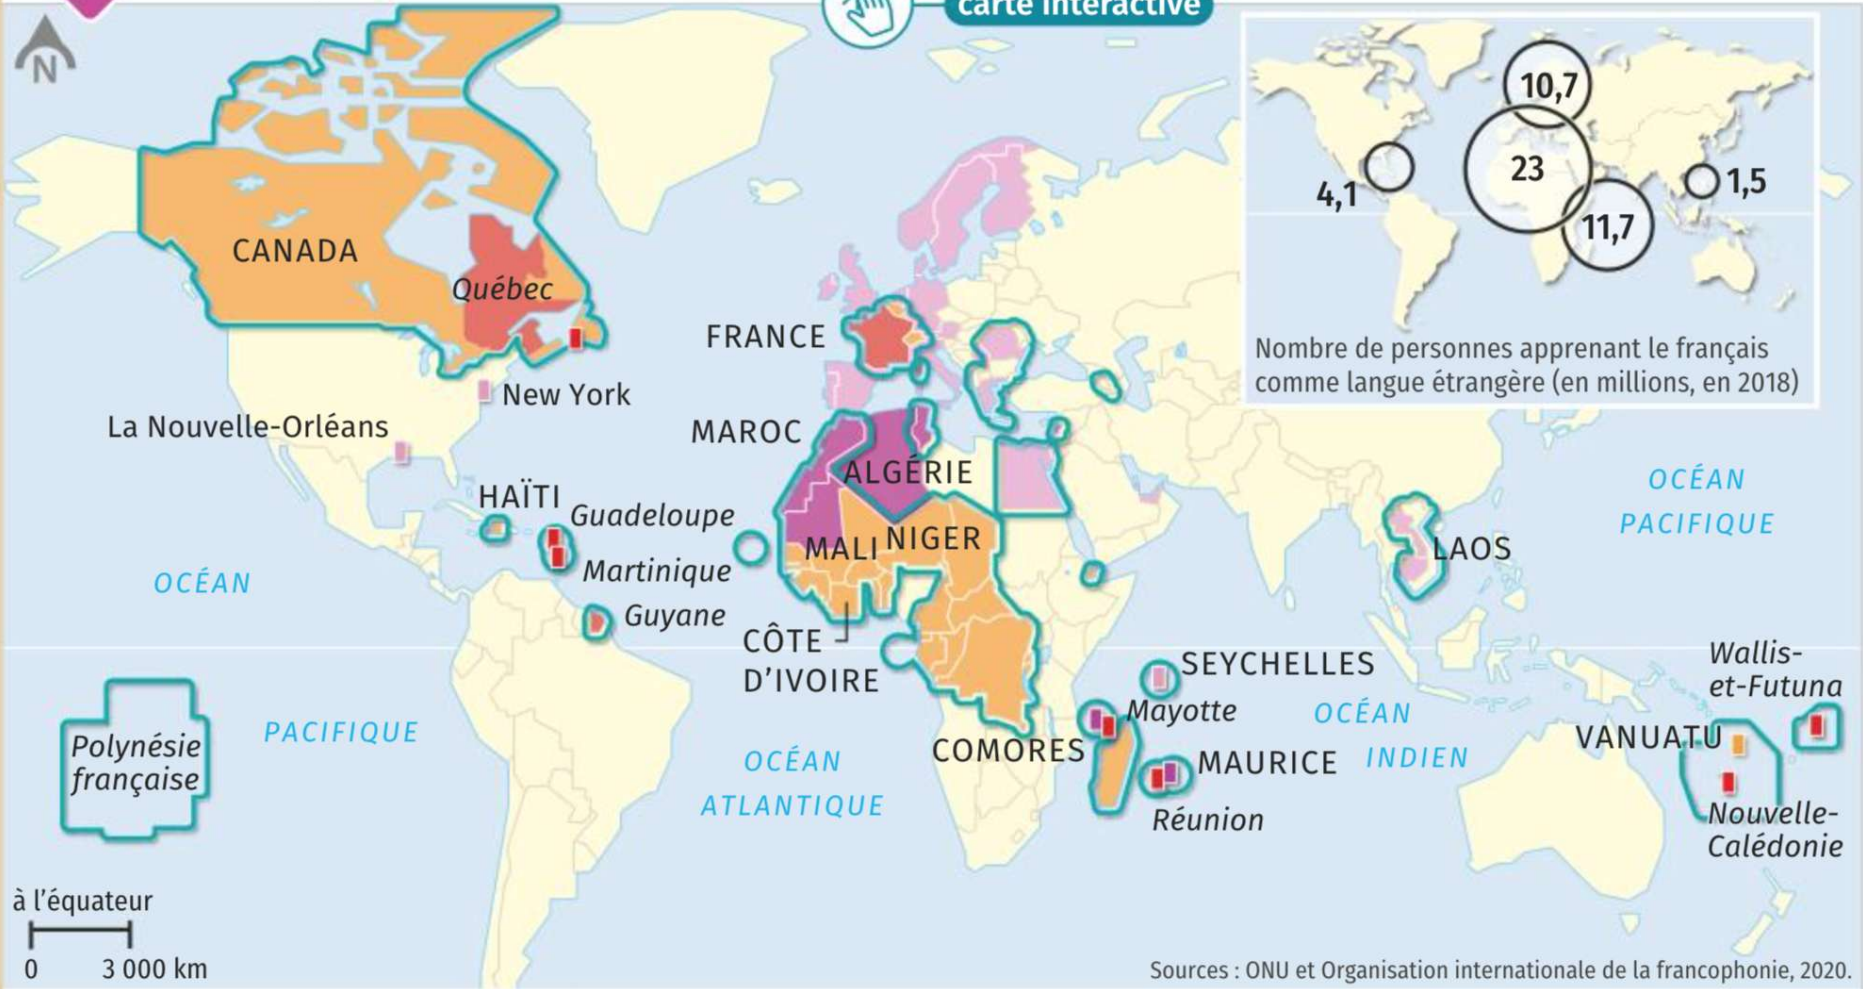 carte interactive
N
CANADA
Québec
FRANCE
New York
La Nouvelle-Orléans
MAROC
ALGÉRIE
HAÏTI
Guadeloupe
Martinique
Guyane
MALI
NIGER
CÔTE
D'IVOIRE
LAOS
OCÉAN
PACIFIQUE
OCÉAN
PACIFIQUE
Polynésie
française
OCÉAN
ATLANTIQUE
COMORES
SEYCHELLES
Mayotte
MAURICE
Réunion
OCÉAN
INDIEN
Wallis-
et-Futuna
VANUATU
Nouvelle-
Calédonie
10,7
23
4,1
1,5
11,7
Nombre de personnes apprenant le français
comme langue étrangère (en millions, en 2018)
à l'équateur
0 3 000 km
Sources : ONU et Organisation internationale de la francophonie, 2020.